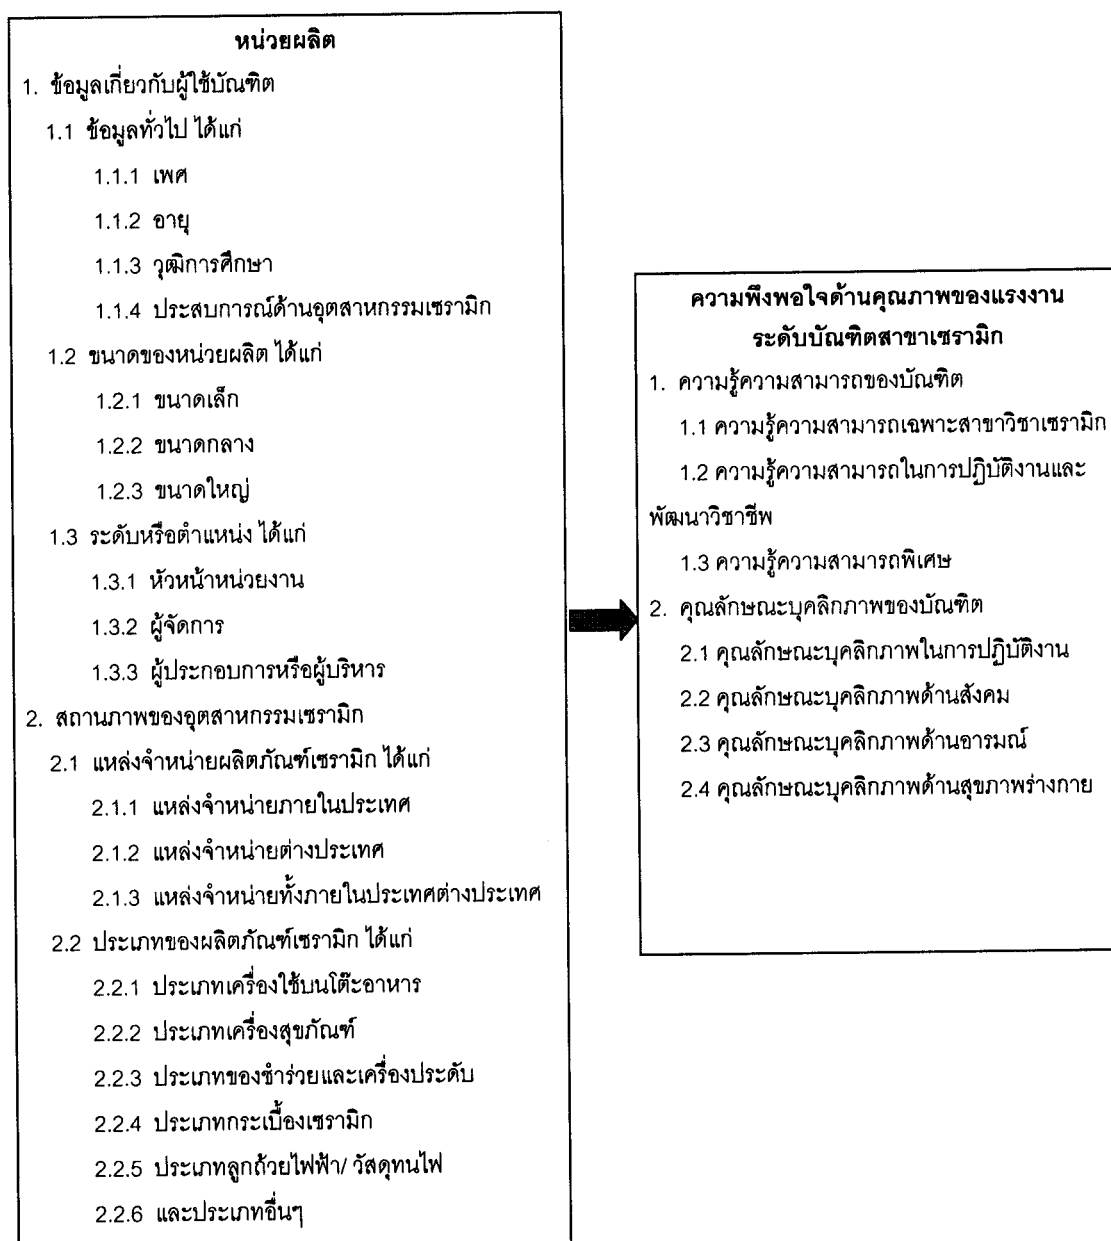 หน่วยผลิต
1. ข้อมูลเกี่ยวกับผู้ใช้บัณฑิต
1.1 ข้อมูลทั่วไป ได้แก่
1.1.1 เพศ
1.1.2 อายุ
1.1.3 วุฒิการศึกษา
1.1.4 ประสบการณ์ด้านอุตสาหกรรมเซรามิก
1.2 ขนาดของหน่วยผลิต ได้แก่
1.2.1 ขนาดเล็ก
1.2.2 ขนาดกลาง
1.2.3 ขนาดใหญ่
1.3 ระดับหรือตำแหน่ง ได้แก่
1.3.1 หัวหน้าหน่วยงาน
1.3.2 ผู้จัดการ
1.3.3 ผู้ประกอบการหรือผู้บริหาร
2. สถานภาพของอุตสาหกรรมเซรามิก
2.1 แหล่งจำหน่ายผลิตภัณฑ์เซรามิก ได้แก่
2.1.1 แหล่งจำหน่ายภายในประเทศ
2.1.2 แหล่งจำหน่ายต่างประเทศ
2.1.3 แหล่งจำหน่ายทั้งภายในประเทศต่างประเทศ
2.2 ประเภทของผลิตภัณฑ์เซรามิก ได้แก่
2.2.1 ประเภทเครื่องใช้บนโต๊ะอาหาร
2.2.2 ประเภทเครื่องสุขภัณฑ์
2.2.3 ประเภทของชำร่วยและเครื่องประดับ
2.2.4 ประเภทกระเบื้องเซรามิก
2.2.5 ประเภทลูกถ้วยไฟฟ้า/ วัสดุทนไฟ
2.2.6 และประเภทอื่นๆ
ความพึงพอใจด้านคุณภาพของแรงงาน
ระดับบัณฑิตสาขาเซรามิก
1. ความรู้ความสามารถของบัณฑิต
1.1 ความรู้ความสามารถเฉพาะสาขาวิชาเซรามิก
1.2 ความรู้ความสามารถในการปฏิบัติงานและ
พัฒนาวิชาชีพ
1.3 ความรู้ความสามารถพิเศษ
2. คุณลักษณะบุคลิกภาพของบัณฑิต
2.1 คุณลักษณะบุคลิกภาพในการปฏิบัติงาน
2.2 คุณลักษณะบุคลิกภาพด้านสังคม
2.3 คุณลักษณะบุคลิกภาพด้านอารมณ์
2.4 คุณลักษณะบุคลิกภาพด้านสุขภาพร่างกาย